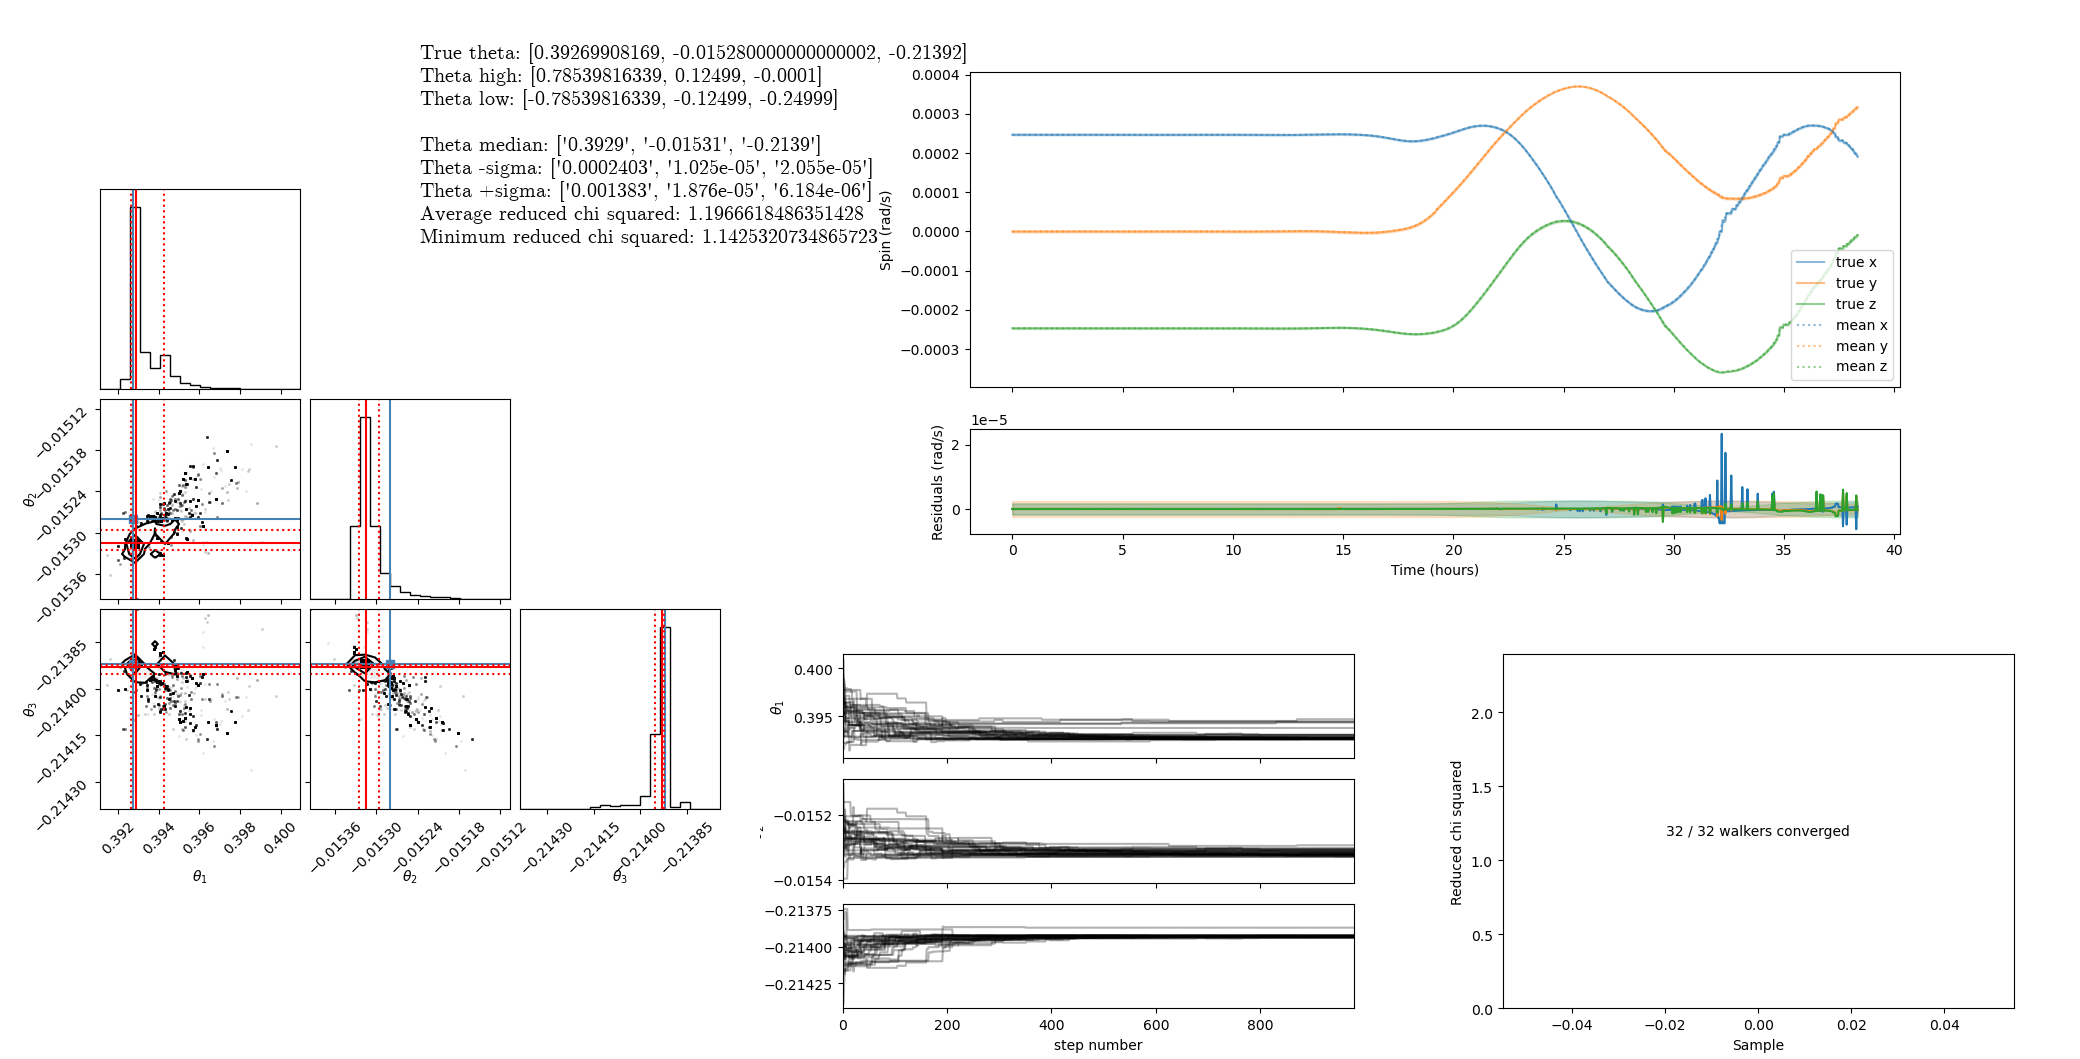 True theta: [0.39269908169, -0.015280000000000002, -0.21392]
Theta high: [0.78539816339, 0.12499, -0.0001]
Theta low: [-0.78539816339, -0.12499, -0.24999]
Theta median: ['0.3929', '-0.01531', '-0.2139']
Theta -sigma: ['0.0002403', '1.025e-05', '2.055e-05']
Theta +sigma: ['0.001383', '1.876e-05', '6.184e-06']
Average reduced chi squared: 1.1966618486351428
Minimum reduced chi squared: 1.1425320734865723
−0.01512
−0.01518
−0.01524
−0.01530
−0.01536
θ2
−0.21385
−0.21400
−0.21415
−0.21430
θ3
0.392
0.394
0.396
0.398
0.400
θ1
−0.01536
−0.01530
−0.01524
−0.01518
−0.01512
θ2
−0.21430
−0.21415
−0.21400
−0.21385
θ3
0.0004
0.0003
0.0002
0.0001
0.0000
−0.0001
−0.0002
−0.0003
Spin (rad/s)
true x
true y
true z
mean x
mean y
mean z
1e−5
2
0
Residuals (rad/s)
0
5
10
15
20
25
30
35
40
Time (hours)
0.400
0.395
θ1
−0.0152
−0.0154
−0.21375
−0.21400
−0.21425
0
200
400
600
800
step number
2.0
1.5
1.0
0.5
0.0
Reduced chi squared
32 / 32 walkers converged
−0.04
−0.02
0.00
0.02
0.04
Sample